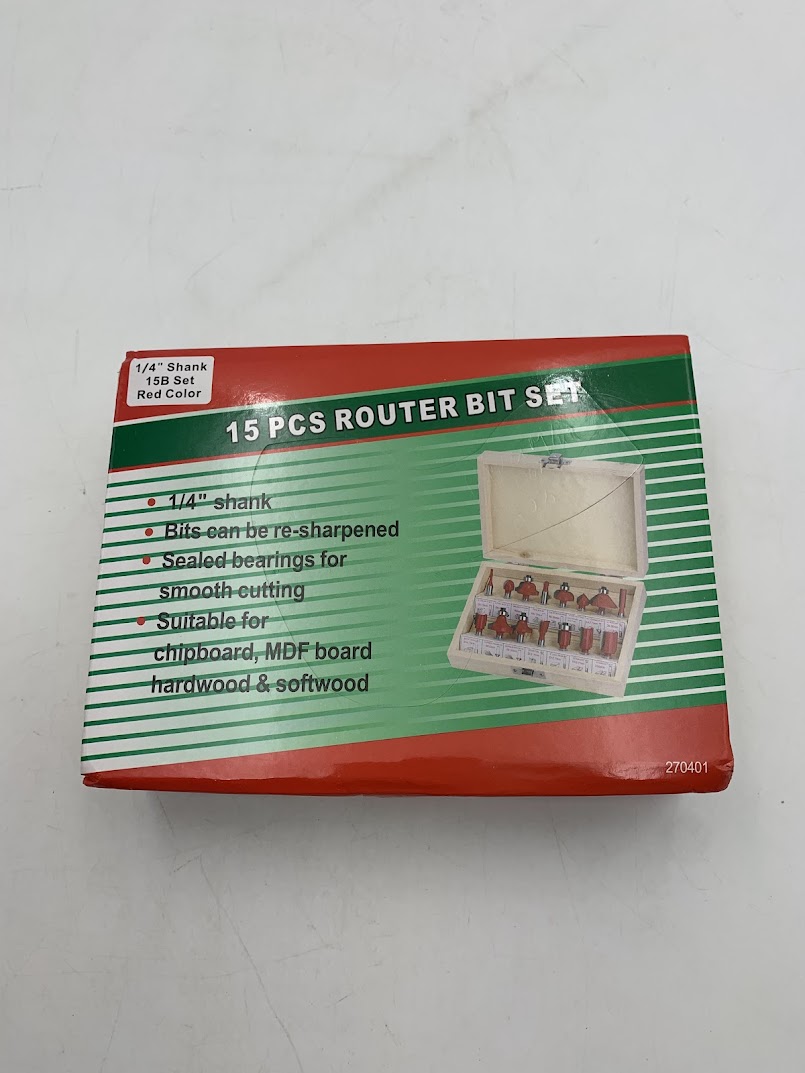 1/4" Shank
15B Set
Red Color
15 PCS ROUTER BIT SET
• 1/4" shank
• Bits can be re-sharpened
• Sealed bearings for
smooth cutting
• Suitable for
chipboard, MDF board
hardwood & softwood
270401